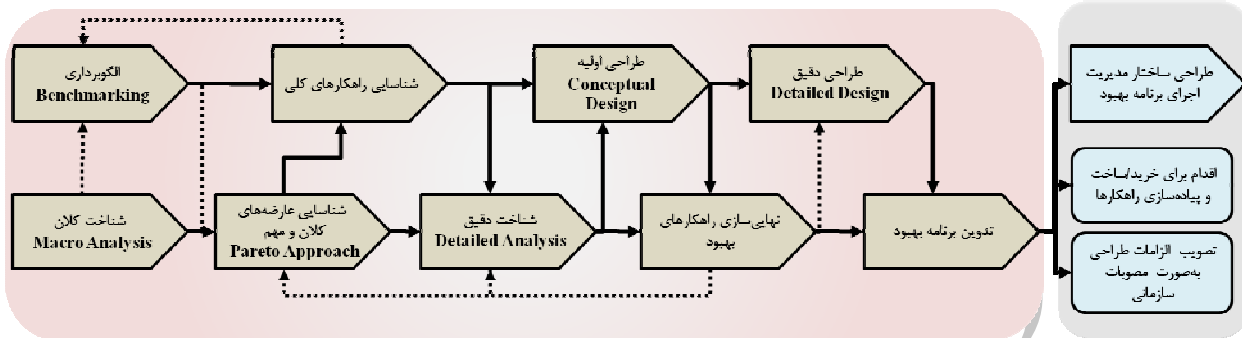 الگوبرداری
Benchmarking
شناسایی راهکارهای کلی
طراحی اولیه
Conceptual
Design
طراحی دقیق
Detailed Design
شناخت کلان
Macro Analysis
شناسایی عارضه‌های
کلان و مهم
Pareto Approach
شناخت دقیق
Detailed Analysis
نهایی‌سازی راهکارهای
بهبود
تدوین برنامه بهبود
طراحی ساختار مدیریت
اجرای برنامه بهبود
اقدام برای خرید/ساخت
و پیاده‌سازی راهکارها
تصویب الزامات طراحی
به‌صورت مصوبات
سازمانی